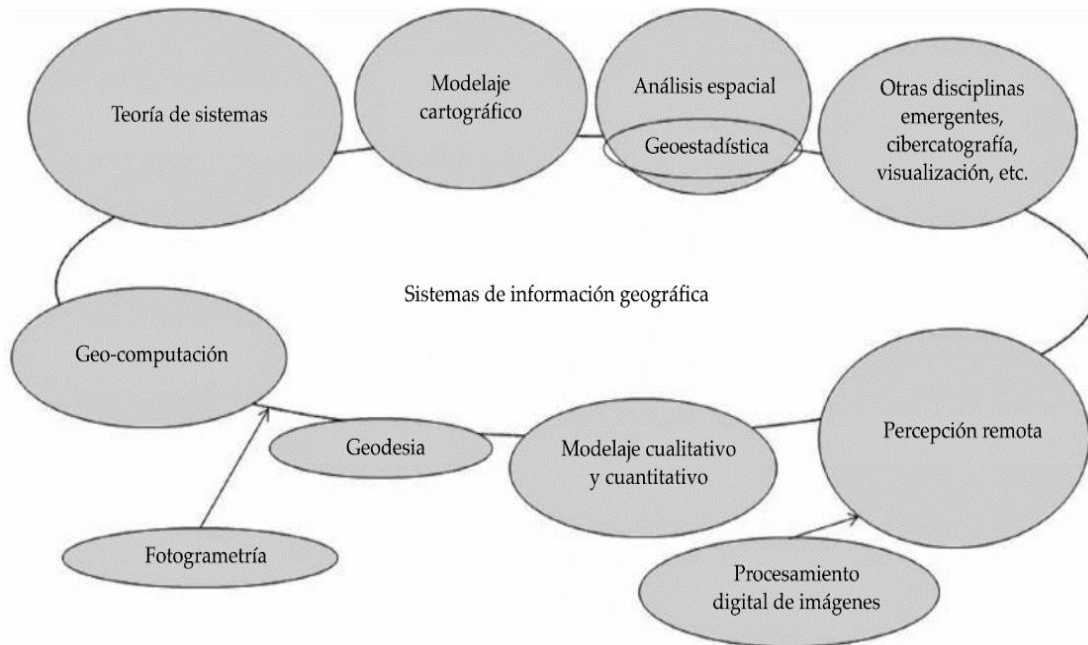 Teoría de sistemas
Modelaje
cartográfico
Análisis espacial
Geoestadística
Otras disciplinas
emergentes,
cibercatografía,
visualización, etc.
Sistemas de información geográfica
Geo-computación
Geodesia
Modelaje cualitativo
y cuantitativo
Percepción remota
Fotogrametría
Procesamiento
digital de imágenes